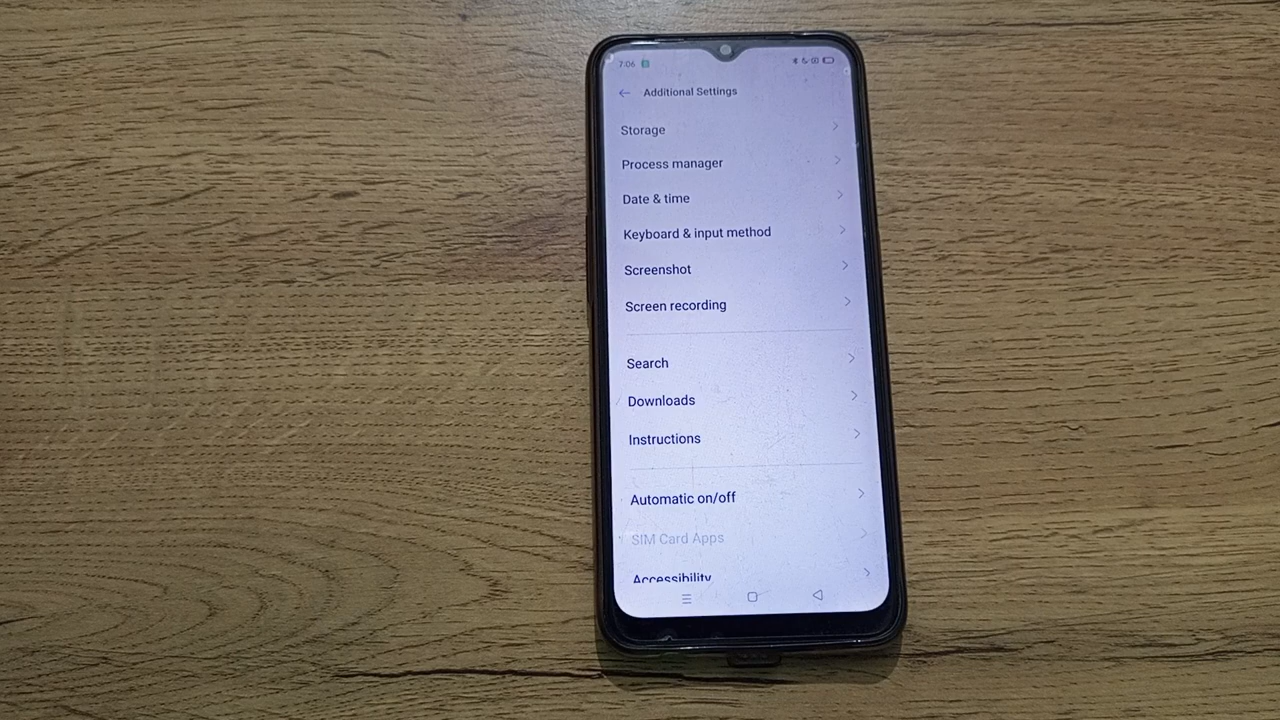 7:06
Additional Settings
Storage
Process manager
Date & time
Keyboard & input method
Screenshot
Screen recording
Search
Downloads
Instructions
Automatic on/off
SIM Card Apps
Accessibility